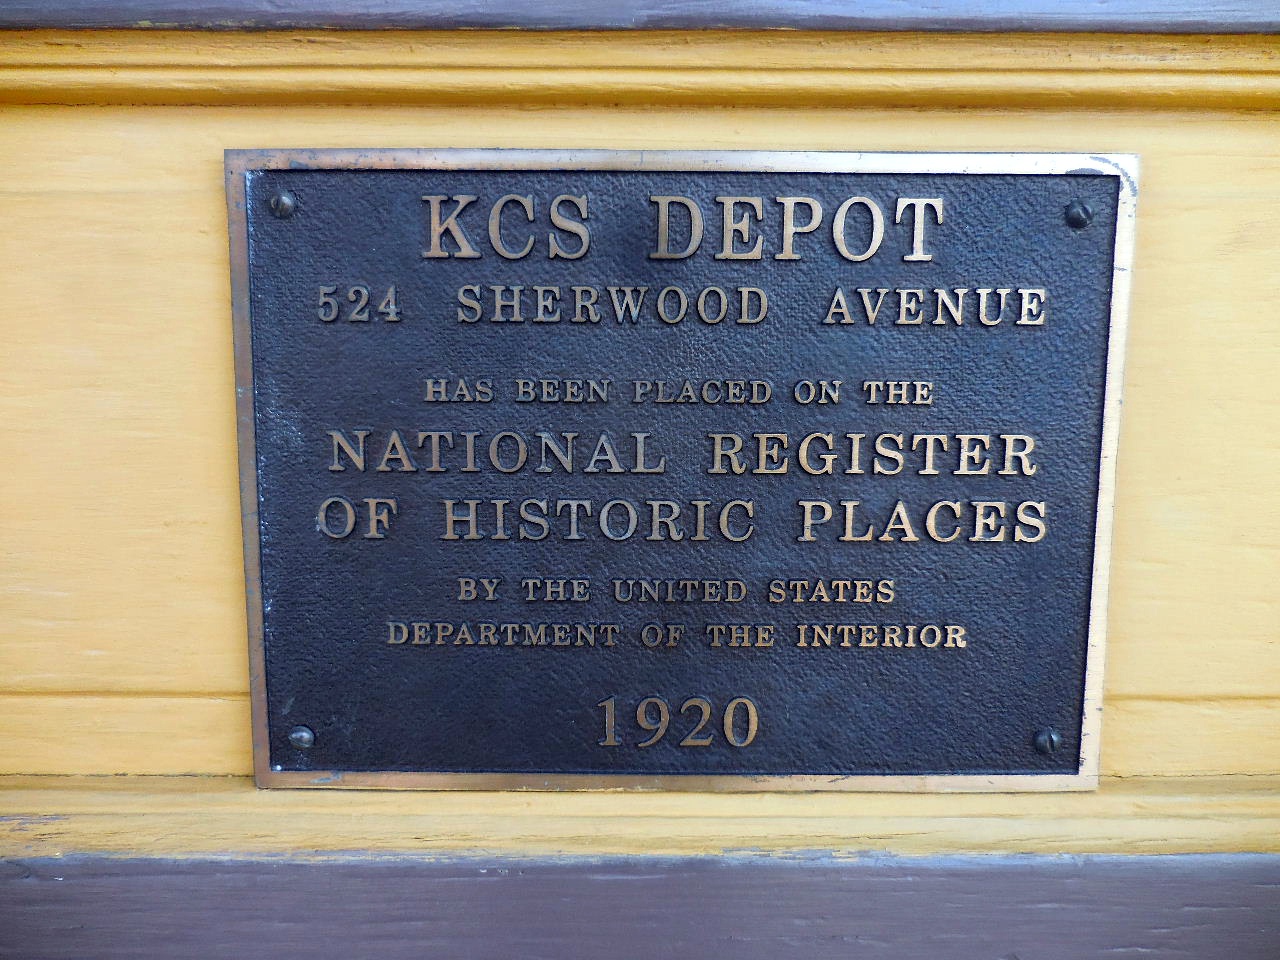 KCS DEPOT
524 SHERWOOD AVENUE
HAS BEEN PLACED ON THE
NATIONAL REGISTER
OF HISTORIC PLACES
BY THE UNITED STATES
DEPARTMENT OF THE INTERIOR
1920